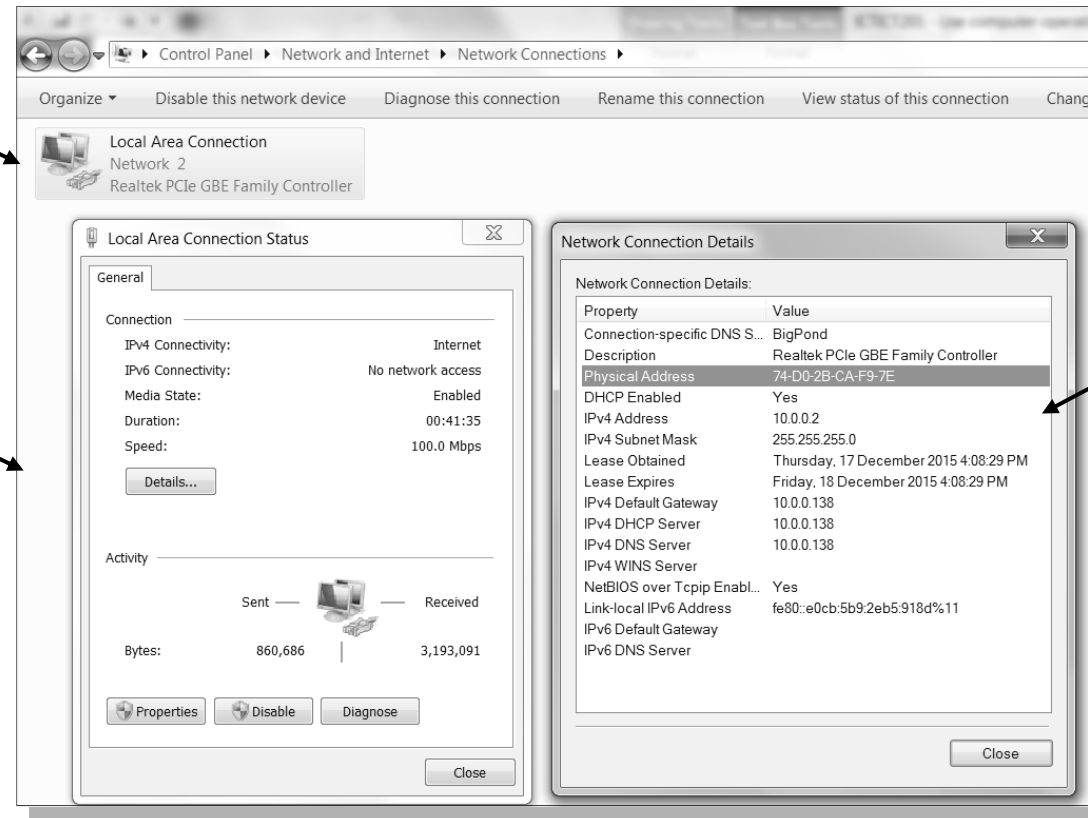 Control Panel Network and Internet Network Connections
Organize Disable this network device Diagnose this connection Rename this connection View status of this connection Chang
Local Area Connection
Network 2
Realtek PCIe GBE Family Controller
Local Area Connection Status
General
Connection
IPv4 Connectivity: Internet
IPv6 Connectivity: No network access
Media State: Enabled
Duration: 00:41:35
Speed: 100.0 Mbps
Details...
Activity
Sent Received
Bytes: 860,686 3,193,091
Properties Disable Diagnose
Close
Network Connection Details
Network Connection Details:
Property Value
Connection-specific DNS S... BigPond
Description Realtek PCIe GBE Family Controller
Physical Address 74-D0-2B-CA-F9-7E
DHCP Enabled Yes
IPv4 Address 10.0.0.2
IPv4 Subnet Mask 255.255.255.0
Lease Obtained Thursday, 17 December 2015 4:08:29 PM
Lease Expires Friday, 18 December 2015 4:08:29 PM
IPv4 Default Gateway 10.0.0.138
IPv4 DHCP Server 10.0.0.138
IPv4 DNS Server 10.0.0.138
IPv4 WINS Server
NetBIOS over Tcpip Enabl... Yes
Link-local IPv6 Address fe80::e0cb:5b9:2eb5:918d%11
IPv6 Default Gateway
IPv6 DNS Server
Close